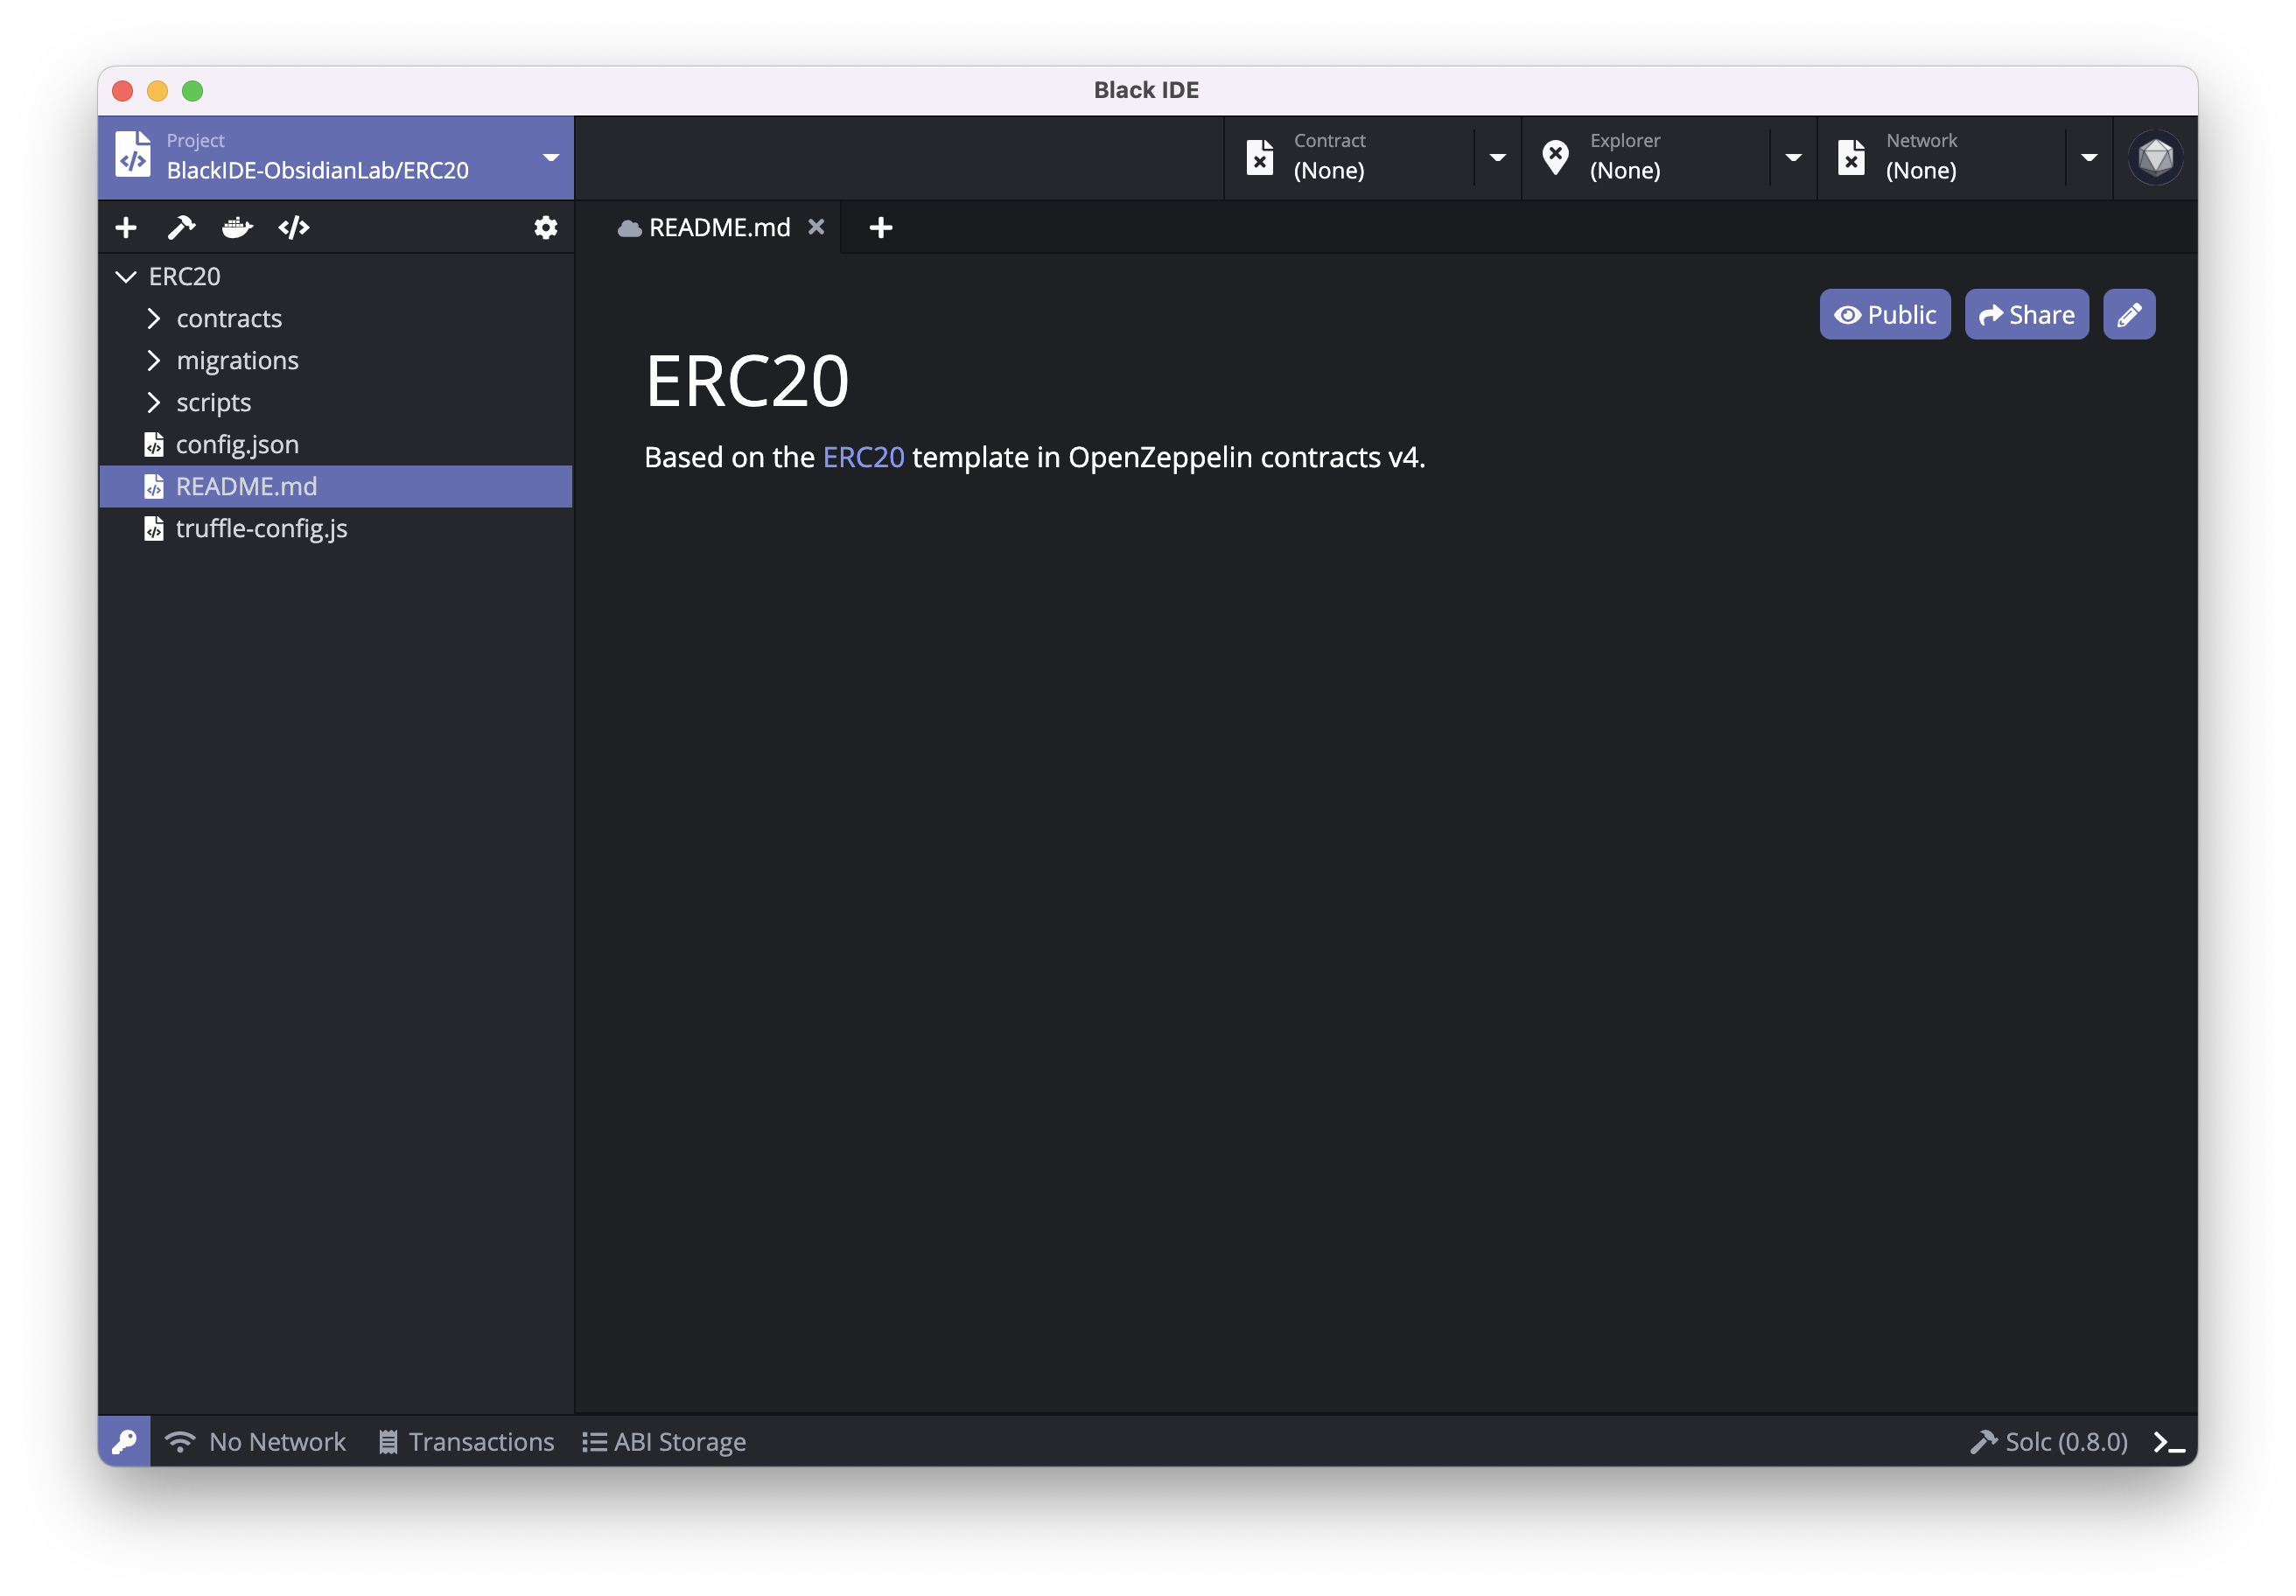 Black IDE
Project
BlackIDE-ObsidianLab/ERC20
Contract
(None)
Explorer
(None)
Network
(None)
README.md
ERC20
contracts
migrations
scripts
config.json
README.md
truffle-config.js
Public
Share
ERC20
Based on the ERC20 template in OpenZeppelin contracts v4.
No Network
Transactions
ABI Storage
Solc (0.8.0)